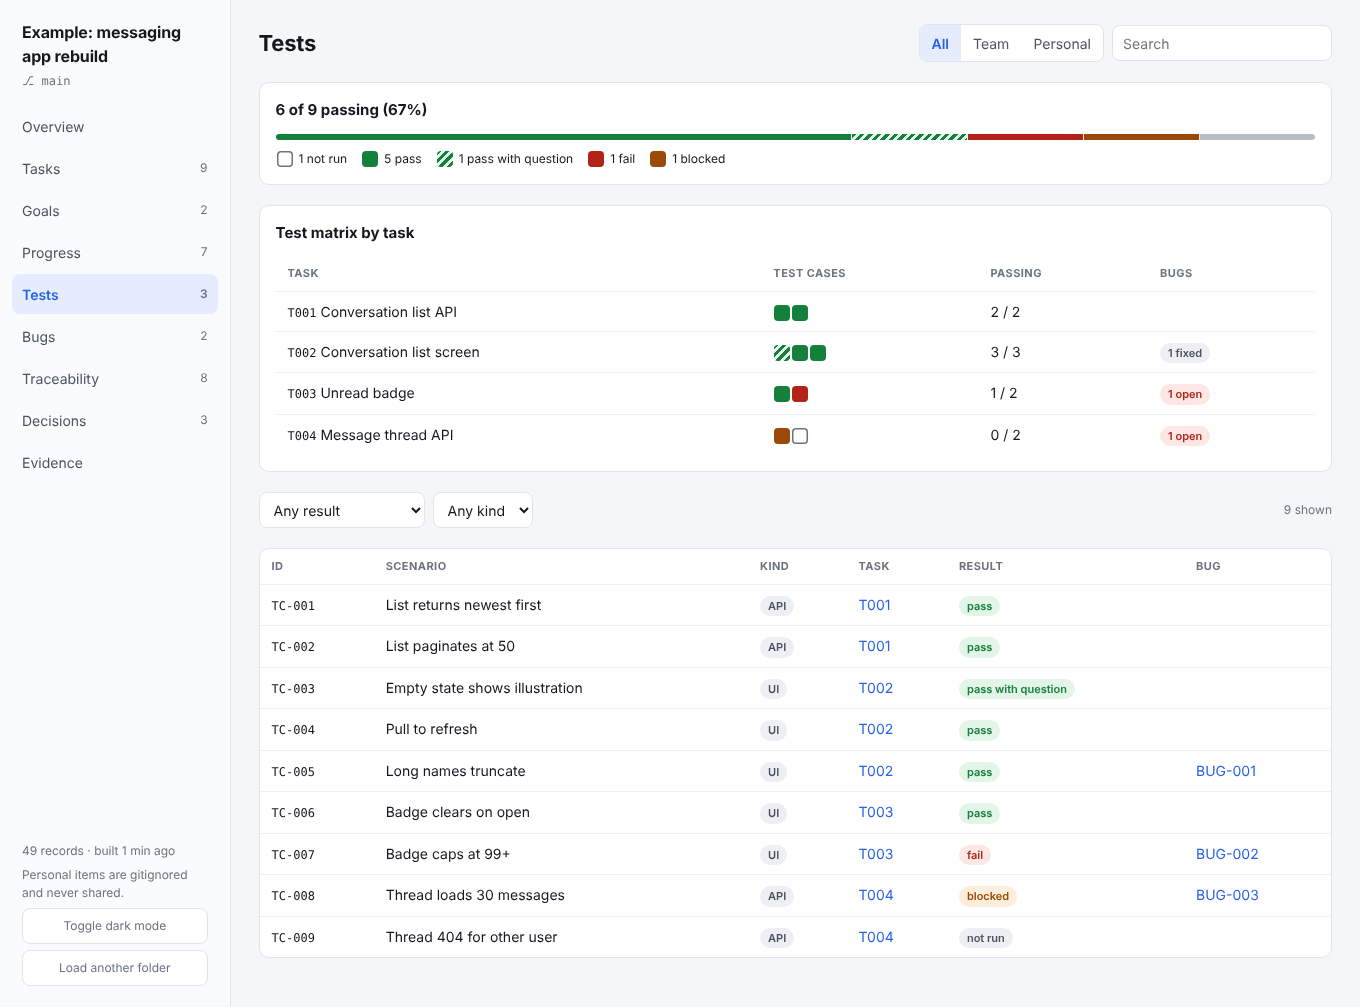 Example: messaging
app rebuild
⎇ main
Overview
Tasks 9
Goals 2
Progress 7
Tests 3
Bugs 2
Traceability 8
Decisions 3
Evidence
49 records · built 1 min ago
Personal items are gitignored
and never shared.
Toggle dark mode
Load another folder
Tests
All Team Personal Search
6 of 9 passing (67%)
1 not run 5 pass 1 pass with question 1 fail 1 blocked
Test matrix by task
TASK TEST CASES PASSING BUGS
T001 Conversation list API 2 / 2
T002 Conversation list screen 3 / 3 1 fixed
T003 Unread badge 1 / 2 1 open
T004 Message thread API 0 / 2 1 open
Any result Any kind 9 shown
ID SCENARIO KIND TASK RESULT BUG
TC-001 List returns newest first API T001 pass
TC-002 List paginates at 50 API T001 pass
TC-003 Empty state shows illustration UI T002 pass with question
TC-004 Pull to refresh UI T002 pass
TC-005 Long names truncate UI T002 pass BUG-001
TC-006 Badge clears on open UI T003 pass
TC-007 Badge caps at 99+ UI T003 fail BUG-002
TC-008 Thread loads 30 messages API T004 blocked BUG-003
TC-009 Thread 404 for other user API T004 not run